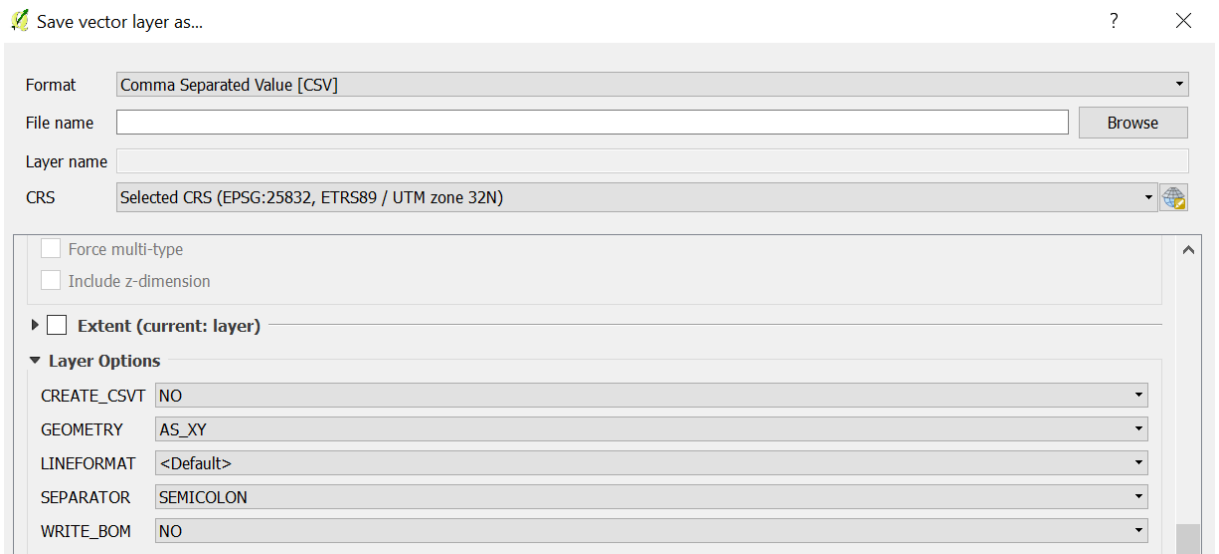 Save vector layer as...
?
Format Comma Separated Value [CSV]
File name Browse
Layer name
CRS Selected CRS (EPSG:25832, ETRS89 / UTM zone 32N)
Force multi-type
Include z-dimension
Extent (current: layer)
Layer Options
CREATE_CSVT NO
GEOMETRY AS_XY
LINEFORMAT <Default>
SEPARATOR SEMICOLON
WRITE_BOM NO